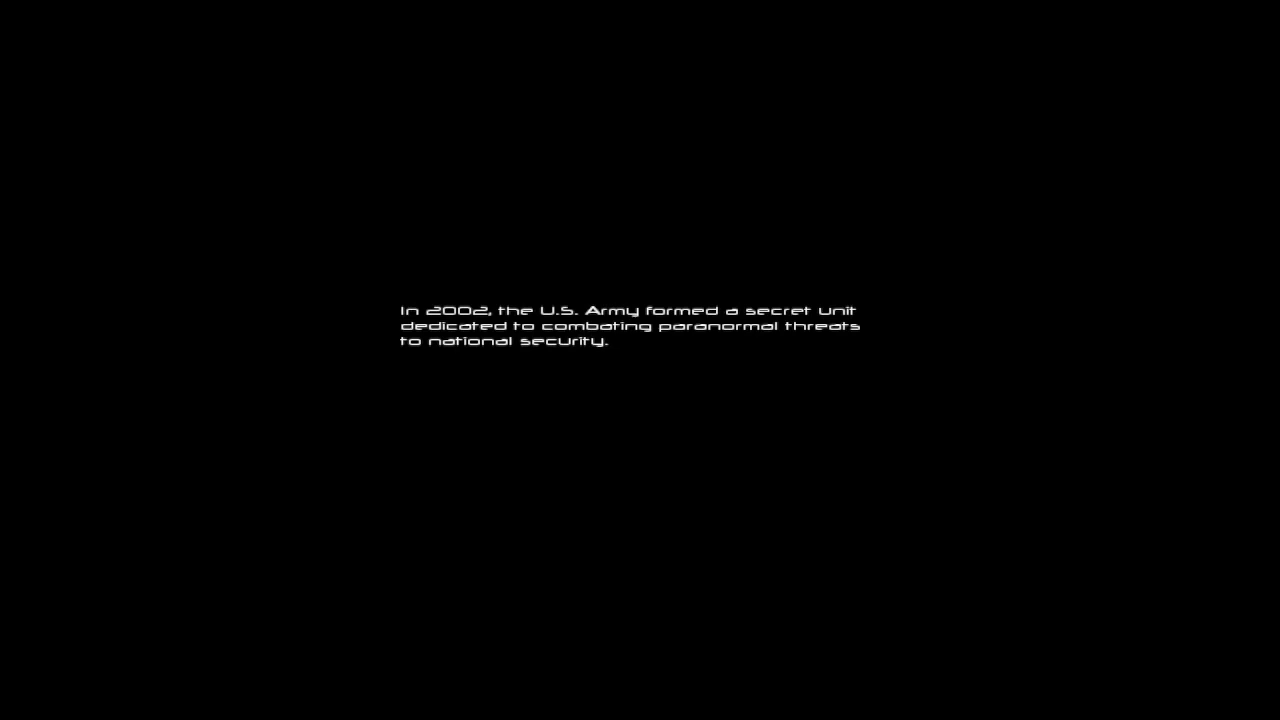 In 2002, the U.S. Army formed a secret unit
dedicated to combating paranormal threats
to national security.